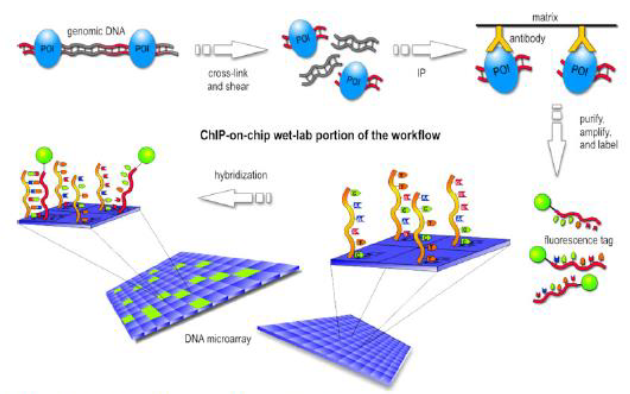 genomic DNA
POI
POI
cross-link
and shear
POI
POI
IP
matrix
antibody
POI
POI
ChIP-on-chip wet-lab portion of the workflow
purify,
amplify,
and label
hybridization
fluorescence tag
DNA microarray